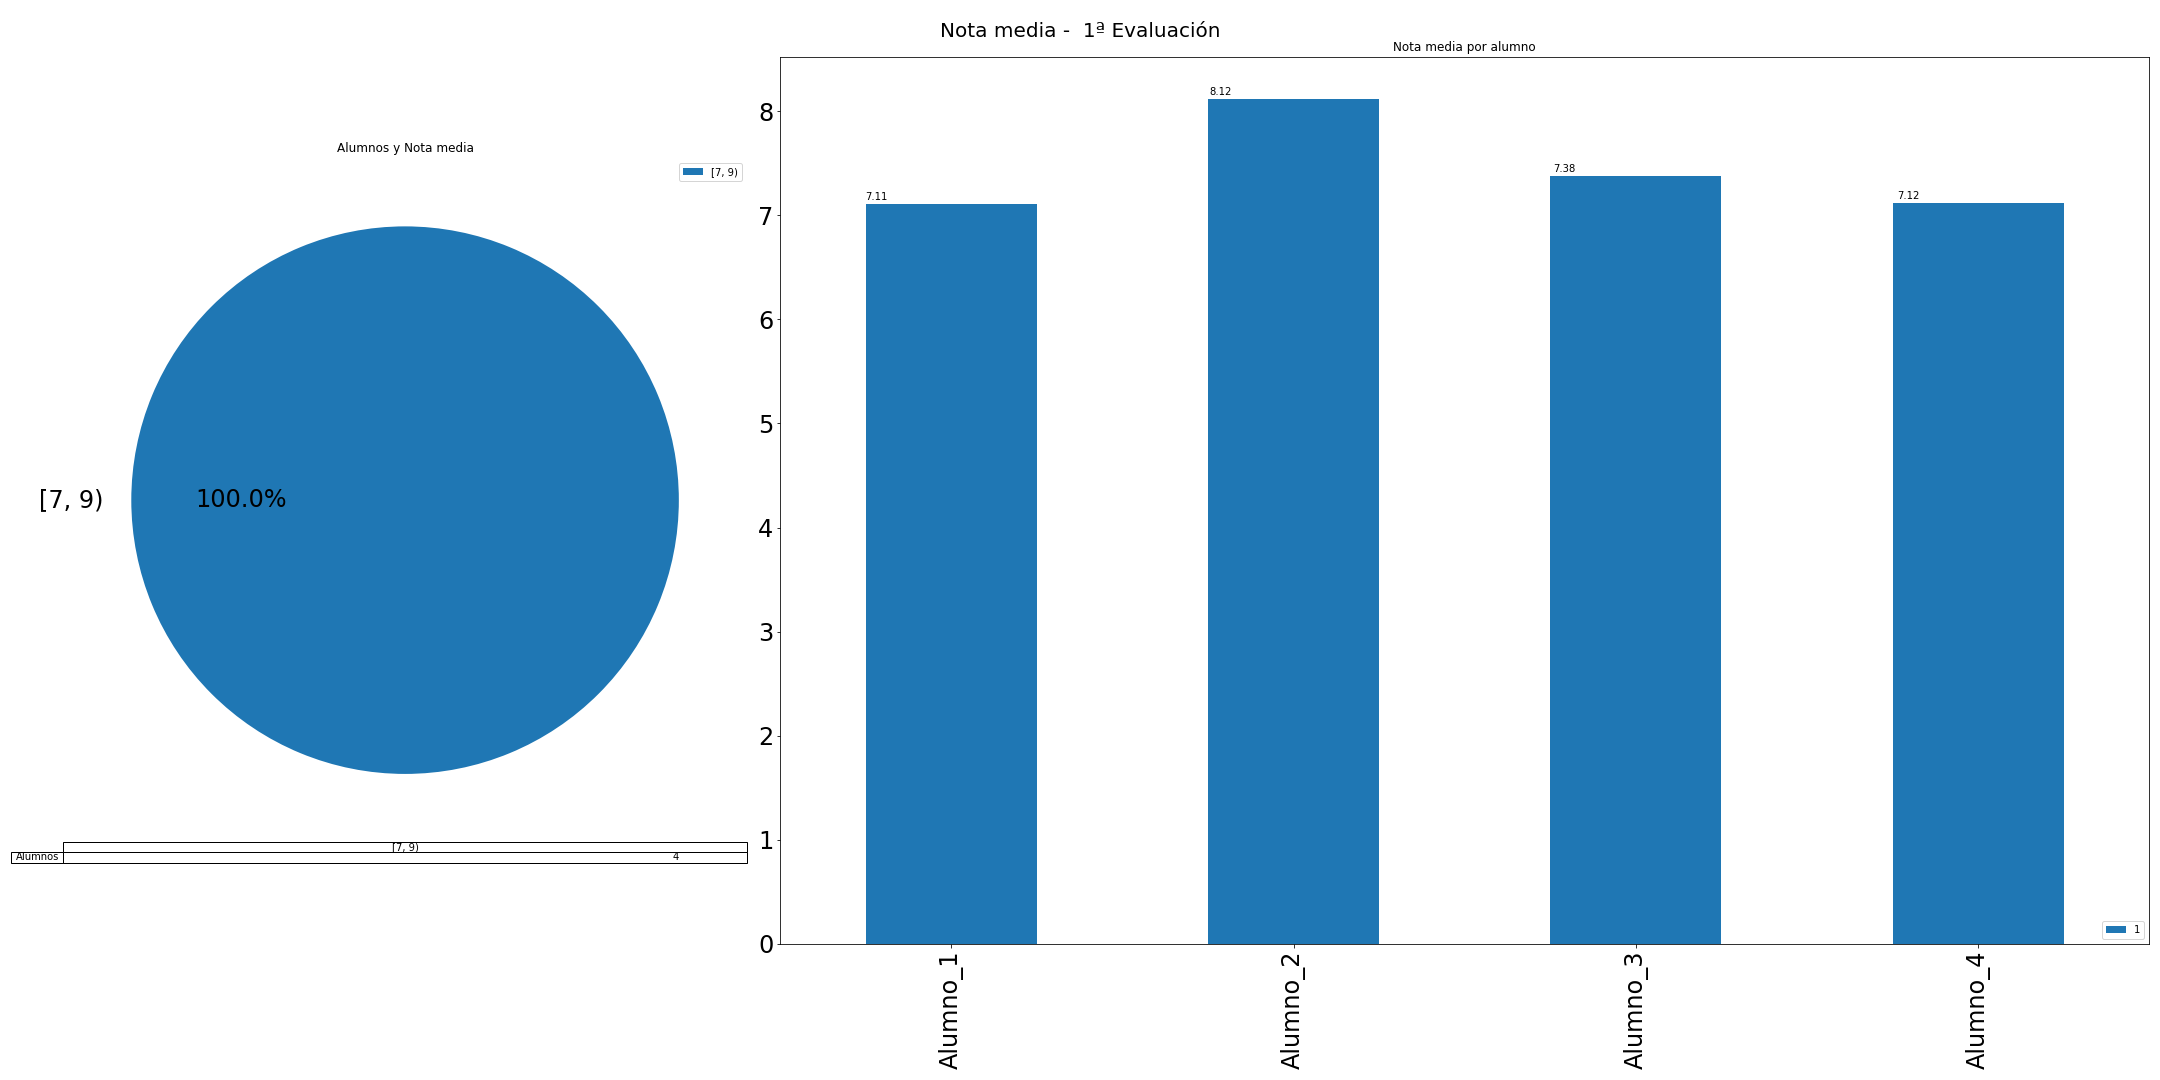 Nota media -  1ª Evaluación
Alumnos y Nota media
[7, 9)
[7, 9)
100.0%
[7, 9)
Alumnos 4
Nota media por alumno
8
7
6
5
4
3
2
1
0
7.11
8.12
7.38
7.12
1
Alumno_1
Alumno_2
Alumno_3
Alumno_4